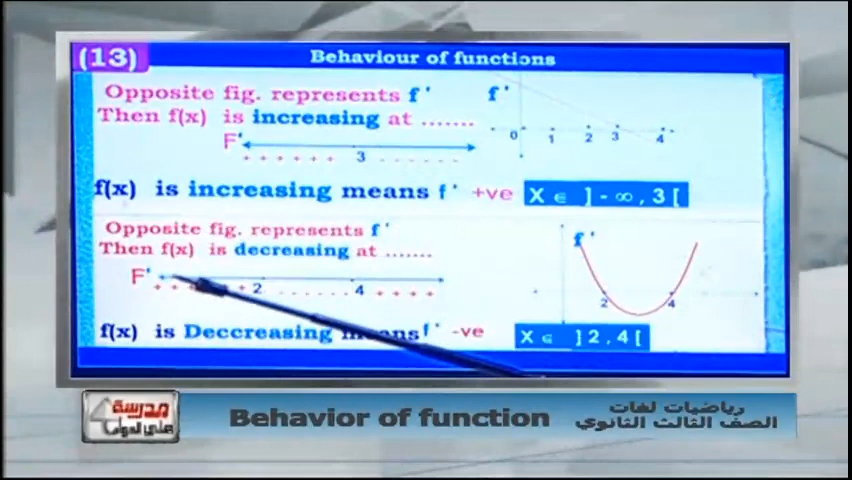 (13) Behaviour of functions
Opposite fig. represents f'
Then f(x) is increasing at .......
f'
0 1 2 3 4
F'
+ + + + + + 3 - - - - - - -
f(x) is increasing means f' +ve X ∈ ]-∞,3[
Opposite fig. represents f'
Then f(x) is decreasing at .......
f'
2 4
F'
2 - - - - - - - 4 + + + +
f(x) is Deccreasing means f' -ve X ∈ ]2,4[
مدرسة
على الهواء
Behavior of function
رياضيات لغات
الصف الثالث الثانوي